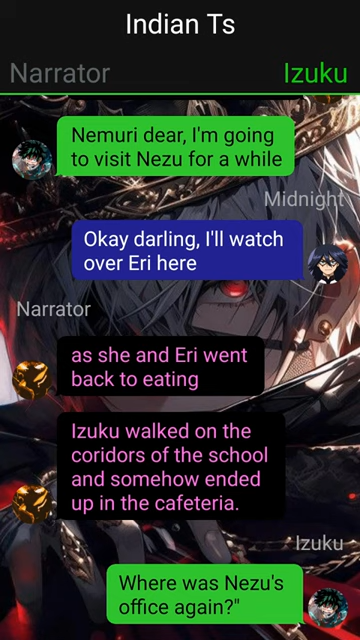 Indian Ts
Narrator
Izuku
Nemuri dear, I'm going
to visit Nezu for a while
Midnight
Okay darling, I'll watch
over Eri here
Narrator
as she and Eri went
back to eating
Izuku walked on the
coridors of the school
and somehow ended
up in the cafeteria.
Izuku
Where was Nezu's
office again?"